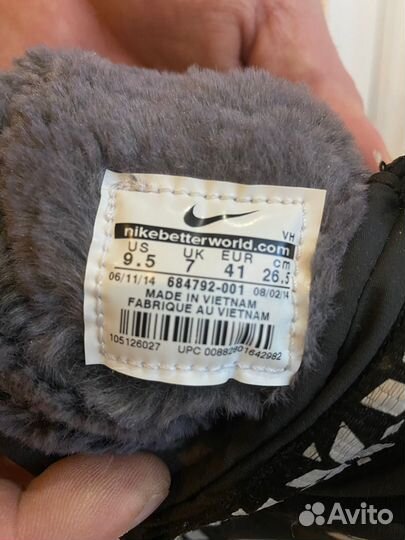 VH
nikebetterworld.com
US UK EUR cm
9.5 7 41 26.5
06/11/14 684792-001 08/02/14
MADE IN VIETNAM
FABRIQUE AU VIETNAM
105126027 UPC 00882801642982
Avito